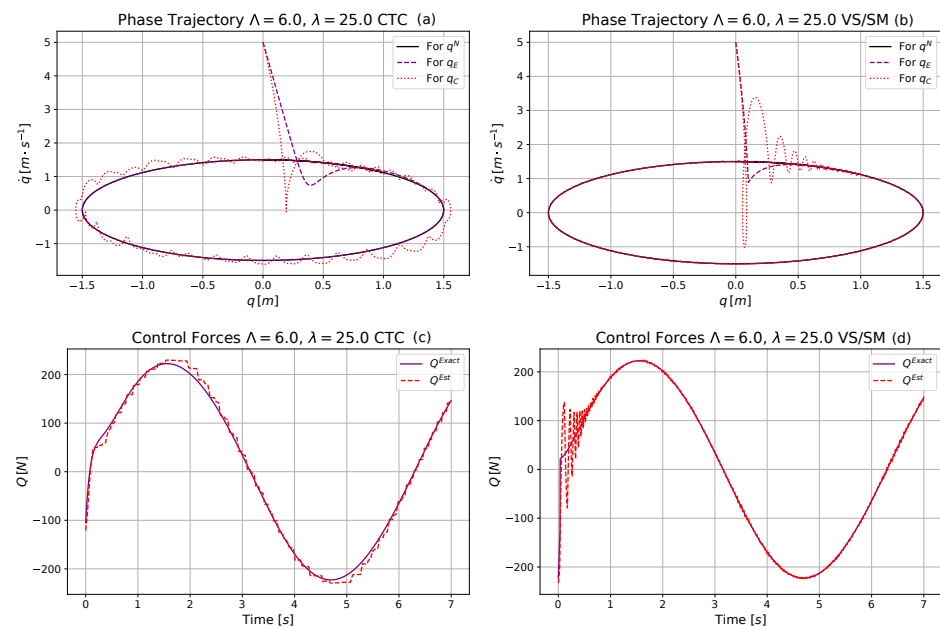 Phase Trajectory Λ = 6.0, λ = 25.0 CTC (a)
5
4
3
2
1
0
−1
q̇ [m · s⁻¹]
For q^N
For q_E
For q_C
−1.5 −1.0 −0.5 0.0 0.5 1.0 1.5
q [m]
Phase Trajectory Λ = 6.0, λ = 25.0 VS/SM (b)
5
4
3
2
1
0
−1
q̇ [m · s⁻¹]
For q^N
For q_E
For q_C
−1.5 −1.0 −0.5 0.0 0.5 1.0 1.5
q [m]
Control Forces Λ = 6.0, λ = 25.0 CTC (c)
200
100
0
−100
−200
Q [N]
Q^Exact
Q^Est
0 1 2 3 4 5 6 7
Time [s]
Control Forces Λ = 6.0, λ = 25.0 VS/SM (d)
200
100
0
−100
−200
Q [N]
Q^Exact
Q^Est
0 1 2 3 4 5 6 7
Time [s]